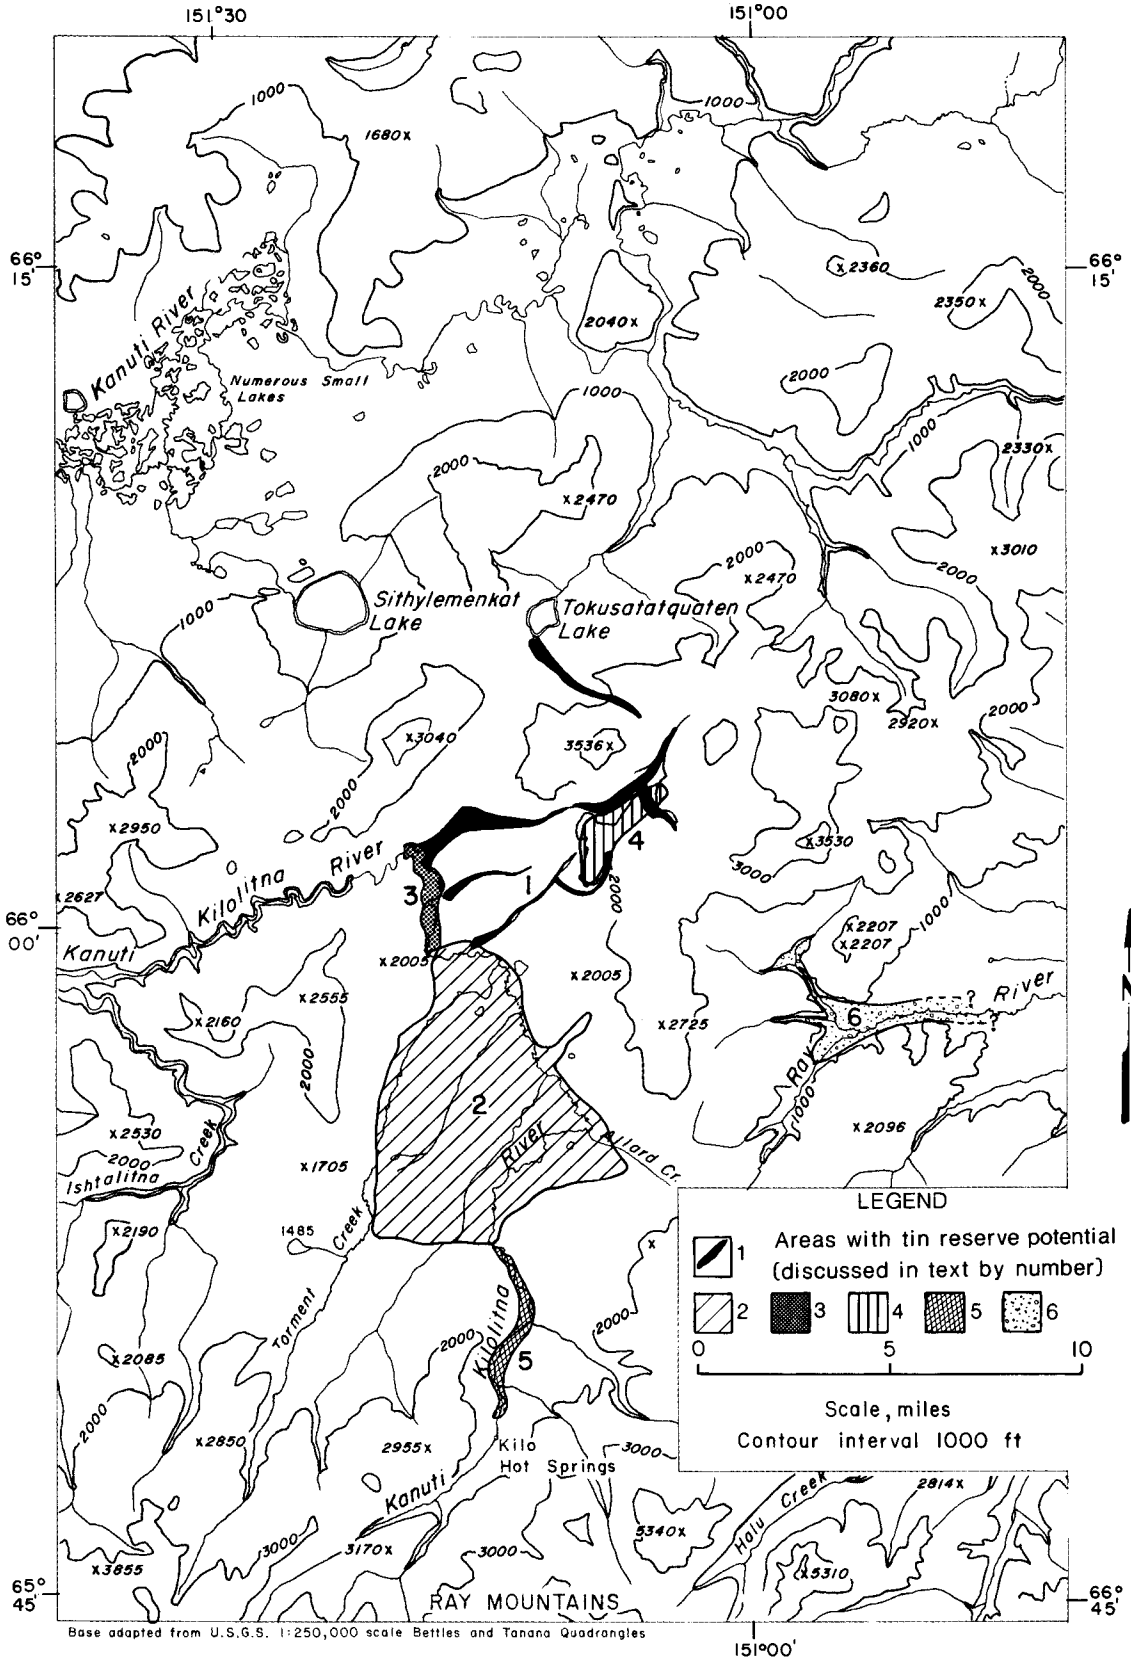 151°30'
151°00'
1000
1680x
1000
66°
15'
66°
15'
x2360
2350x
2000
2040x
Kanuti River
Numerous Small
Lakes
2000
1000
1000
2330x
2000
x2470
x3010
2000
x2470
2000
Sithylemenkat
Lake
Tokusatatquaten
Lake
1000
3080x
2920x
2000
x3040
3536x
2000
2000
x2950
4
x3530
3000
River
3
1
2000
x2627
Kilolitna
66°
00'
66°
00'
x2207
x2207
1000
Kanuti
x2005
x2005
x2555
River
x2160
x2725
6
?
?
2000
Ray
1000
2
x2530
x2096
2000
Creek
River
Allard Cr.
Ishtalitna
x1705
x2190
1485
Creek
x
LEGEND
1 Areas with tin reserve potential
(discussed in text by number)
2 3 4 5 6
0 5 10
Scale, miles
Contour interval 1000 ft
Torment
Kilolitna
2000
2000
5
x2085
2000
x2850
2955x
Kilo
Hot Springs
3000
Kanuti
2814x
Halu Creek
5340x
3000
3170x
3000
x3855
x5310
65°
45'
66°
45'
RAY MOUNTAINS
Base adapted from U.S.G.S. 1:250,000 scale Bettles and Tanana Quadrangles
151°00'
N